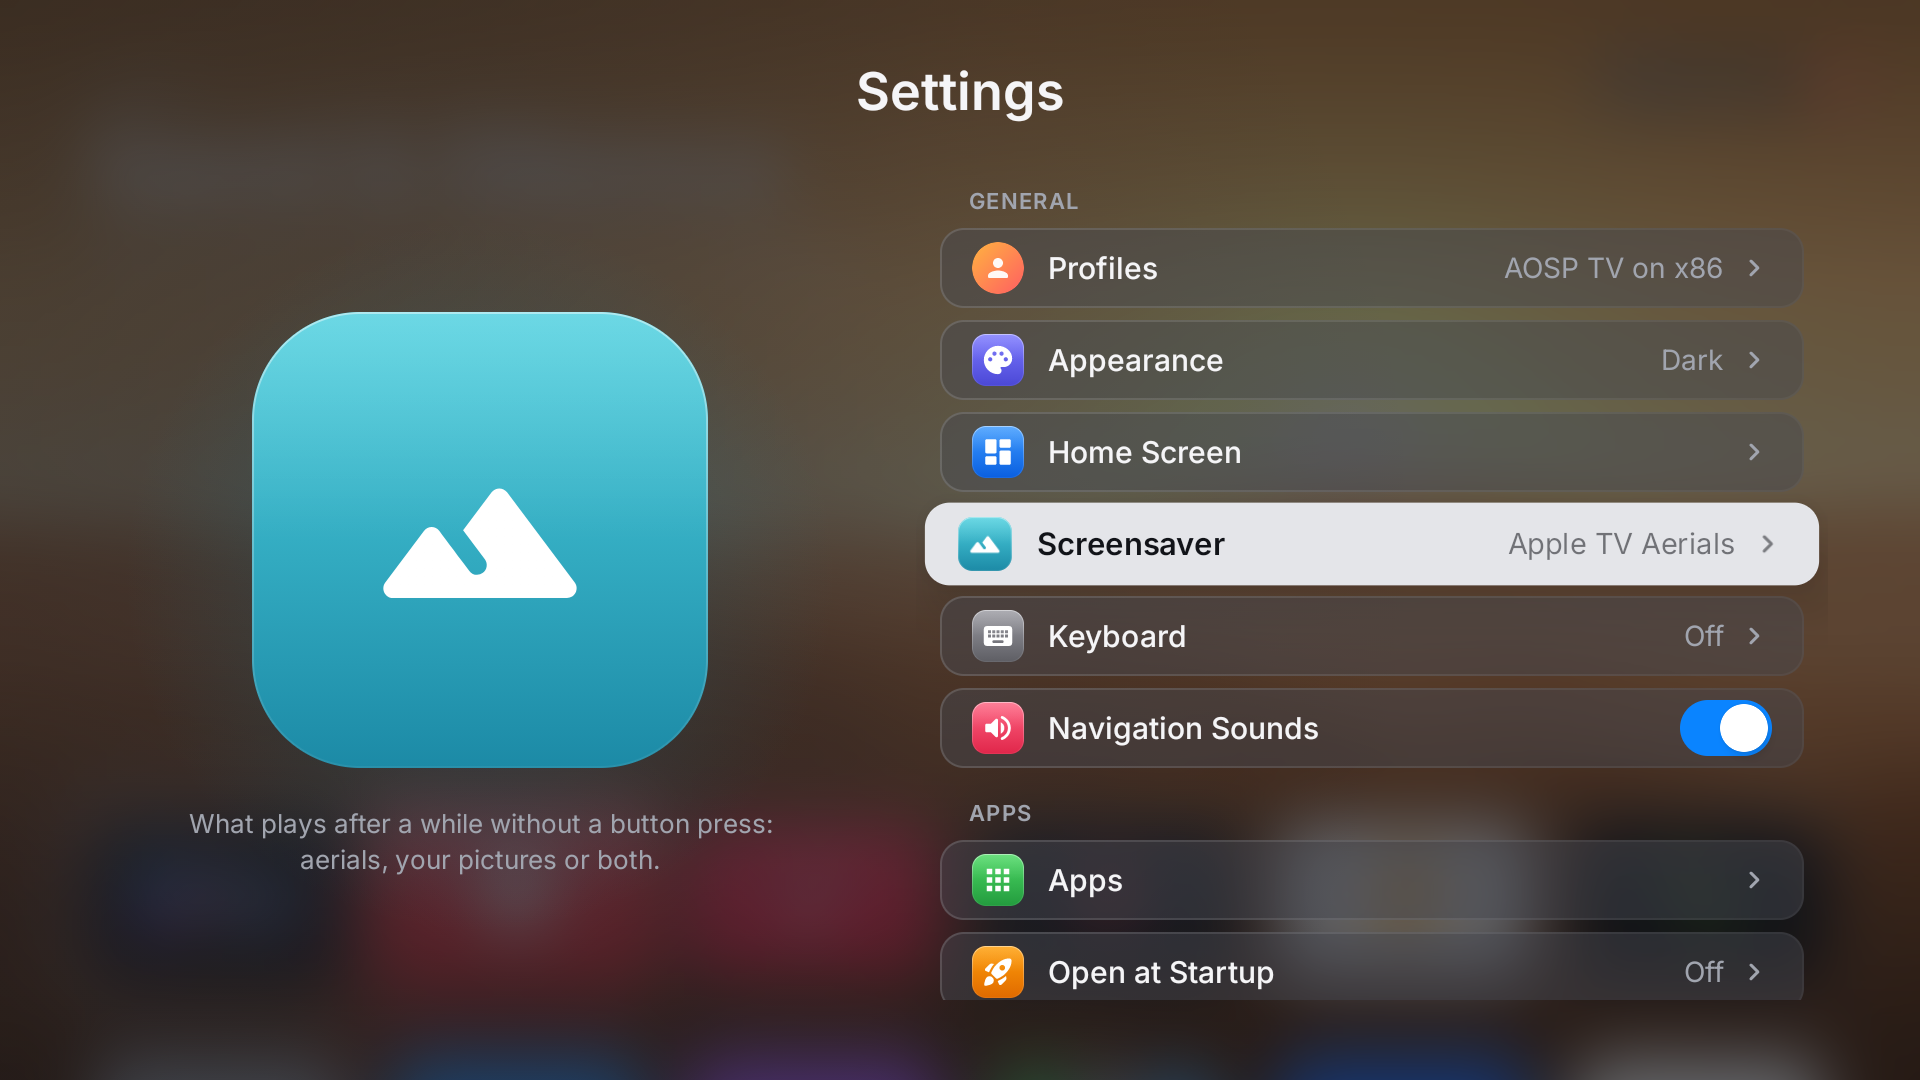 Settings
GENERAL
Profiles AOSP TV on x86
Appearance Dark
Home Screen
Screensaver Apple TV Aerials
Keyboard Off
Navigation Sounds
What plays after a while without a button press:
aerials, your pictures or both.
APPS
Apps
Open at Startup Off